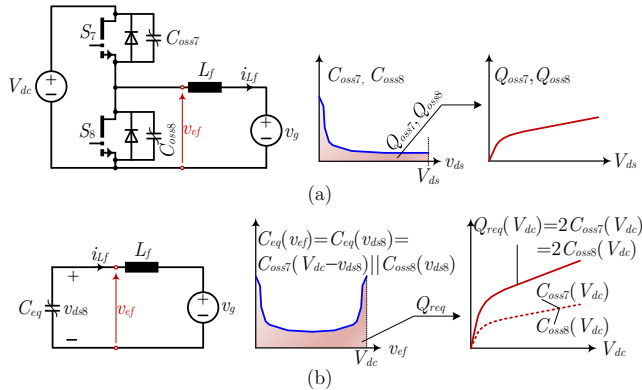 S7
Coss7
Vdc
Lf
iLf
S8
Coss8
vef
vg
Coss7, Coss8
Qoss7, Qoss8
vds
Vds
Qoss7, Qoss8
Vds
(a)
iLf
Lf
+
Ceq
vds8
vef
vg
−
Ceq(vef)=Ceq(vds8)=
Coss7(Vdc−vds8)||Coss8(vds8)
Qreq
Vdc
vef
Qreq(Vdc)=2Coss7(Vdc)
=2Coss8(Vdc)
Coss7(Vdc)
Coss8(Vdc)
Vdc
(b)